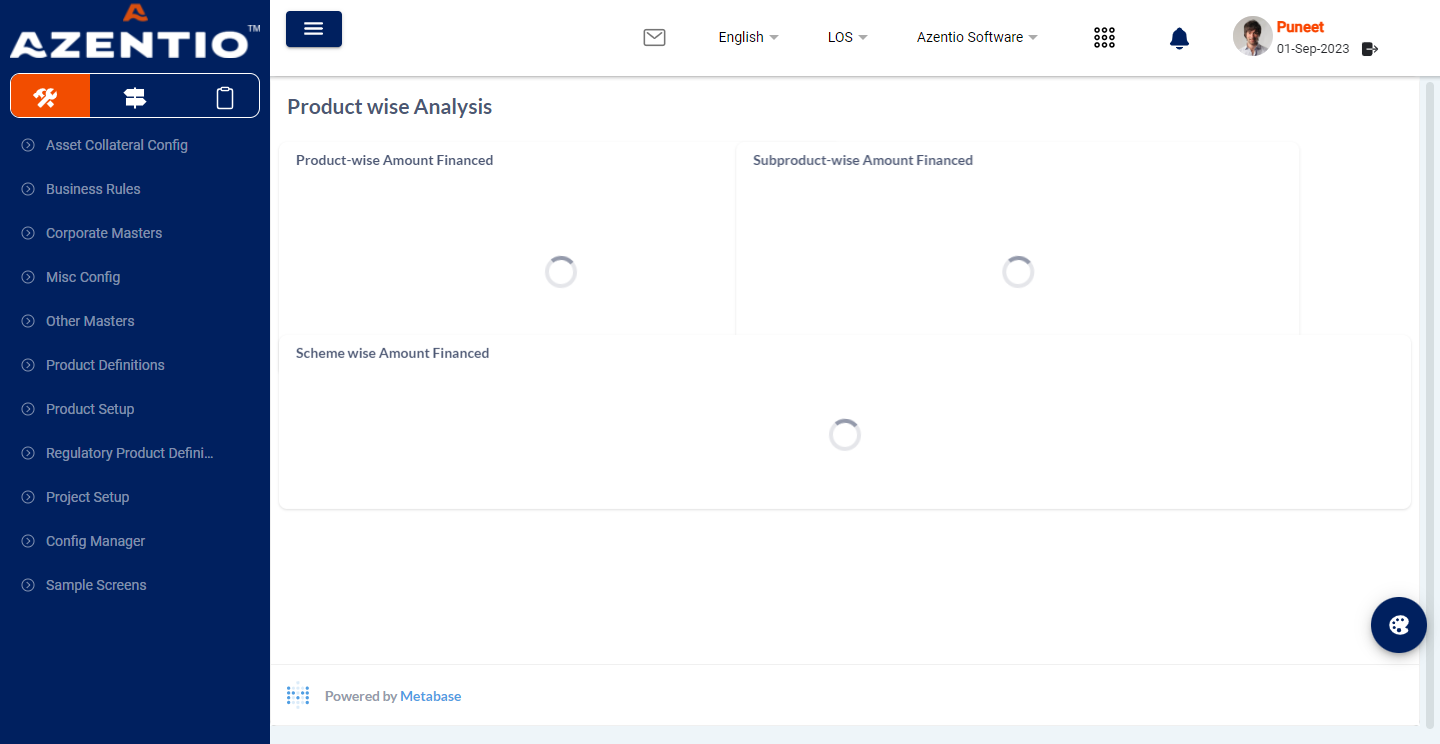 AZENTIO™
English
LOS
Azentio Software
Puneet
01-Sep-2023
Asset Collateral Config
Business Rules
Corporate Masters
Misc Config
Other Masters
Product Definitions
Product Setup
Regulatory Product Defini...
Project Setup
Config Manager
Sample Screens
Product wise Analysis
Product-wise Amount Financed
Subproduct-wise Amount Financed
Scheme wise Amount Financed
Powered by Metabase